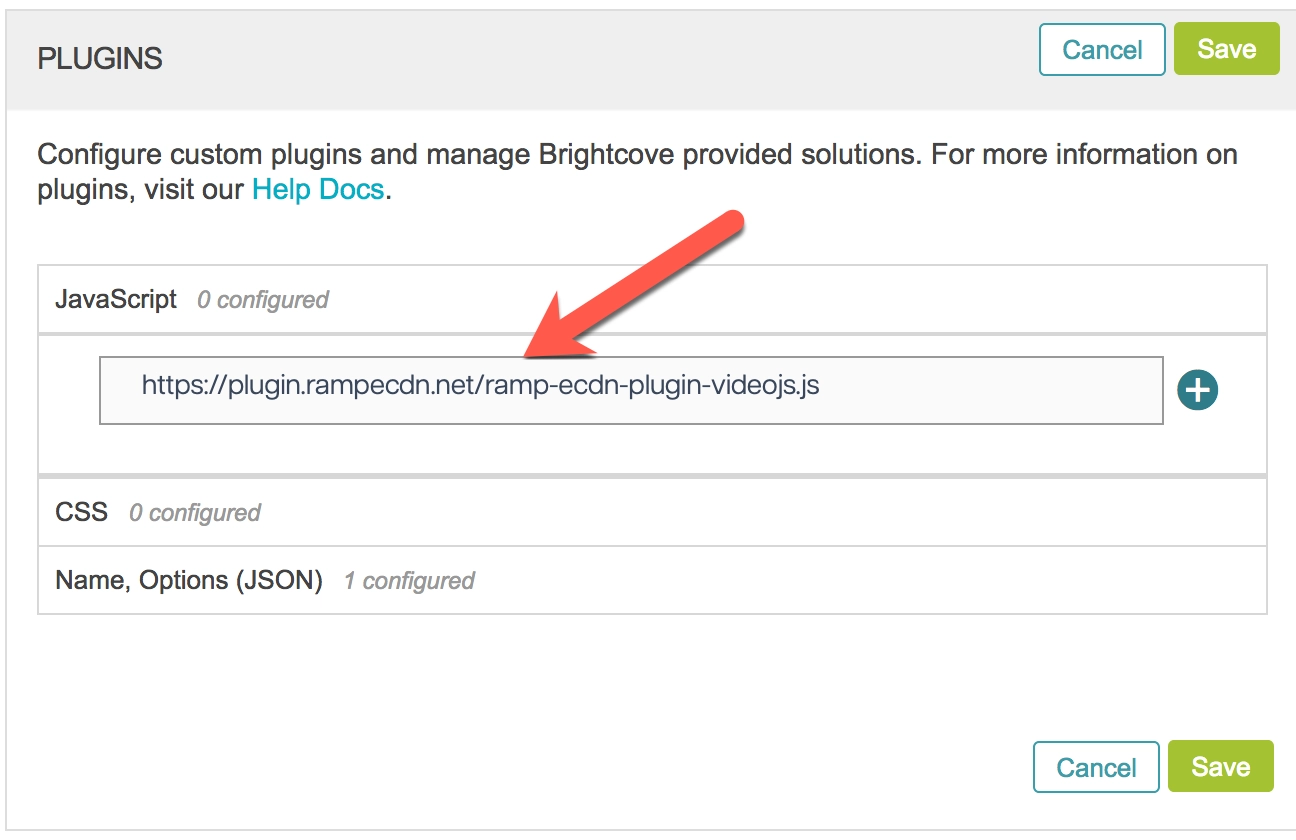 PLUGINS
Cancel
Save
Configure custom plugins and manage Brightcove provided solutions. For more information on
plugins, visit our Help Docs.
JavaScript 0 configured
https://plugin.rampecdn.net/ramp-ecdn-plugin-videojs.js
CSS 0 configured
Name, Options (JSON) 1 configured
Cancel
Save